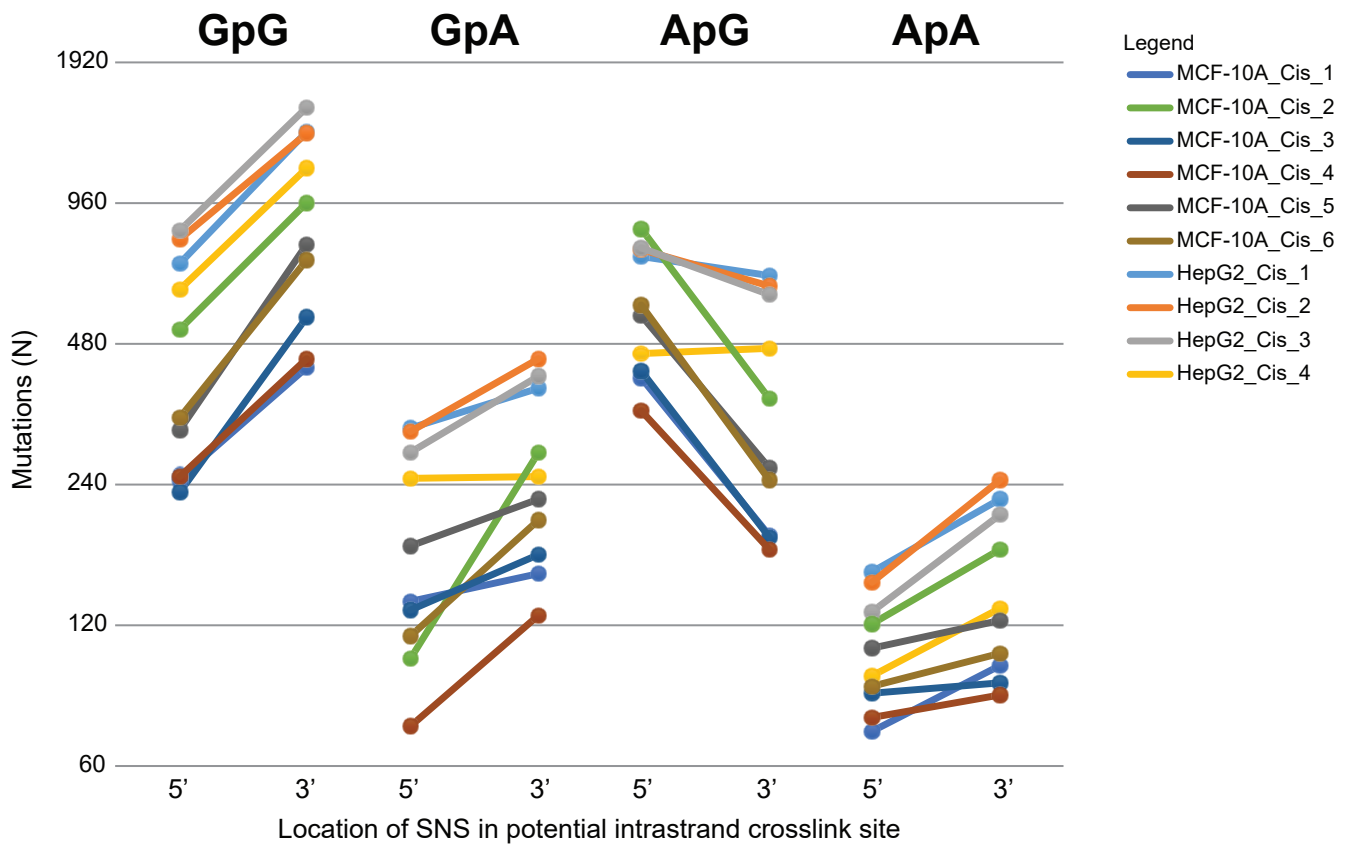 GpG GpA ApG ApA
1920
960
480
240
120
60
Mutations (N)
5’ 3’ 5’ 3’ 5’ 3’ 5’ 3’
Location of SNS in potential intrastrand crosslink site
Legend
MCF-10A_Cis_1
MCF-10A_Cis_2
MCF-10A_Cis_3
MCF-10A_Cis_4
MCF-10A_Cis_5
MCF-10A_Cis_6
HepG2_Cis_1
HepG2_Cis_2
HepG2_Cis_3
HepG2_Cis_4